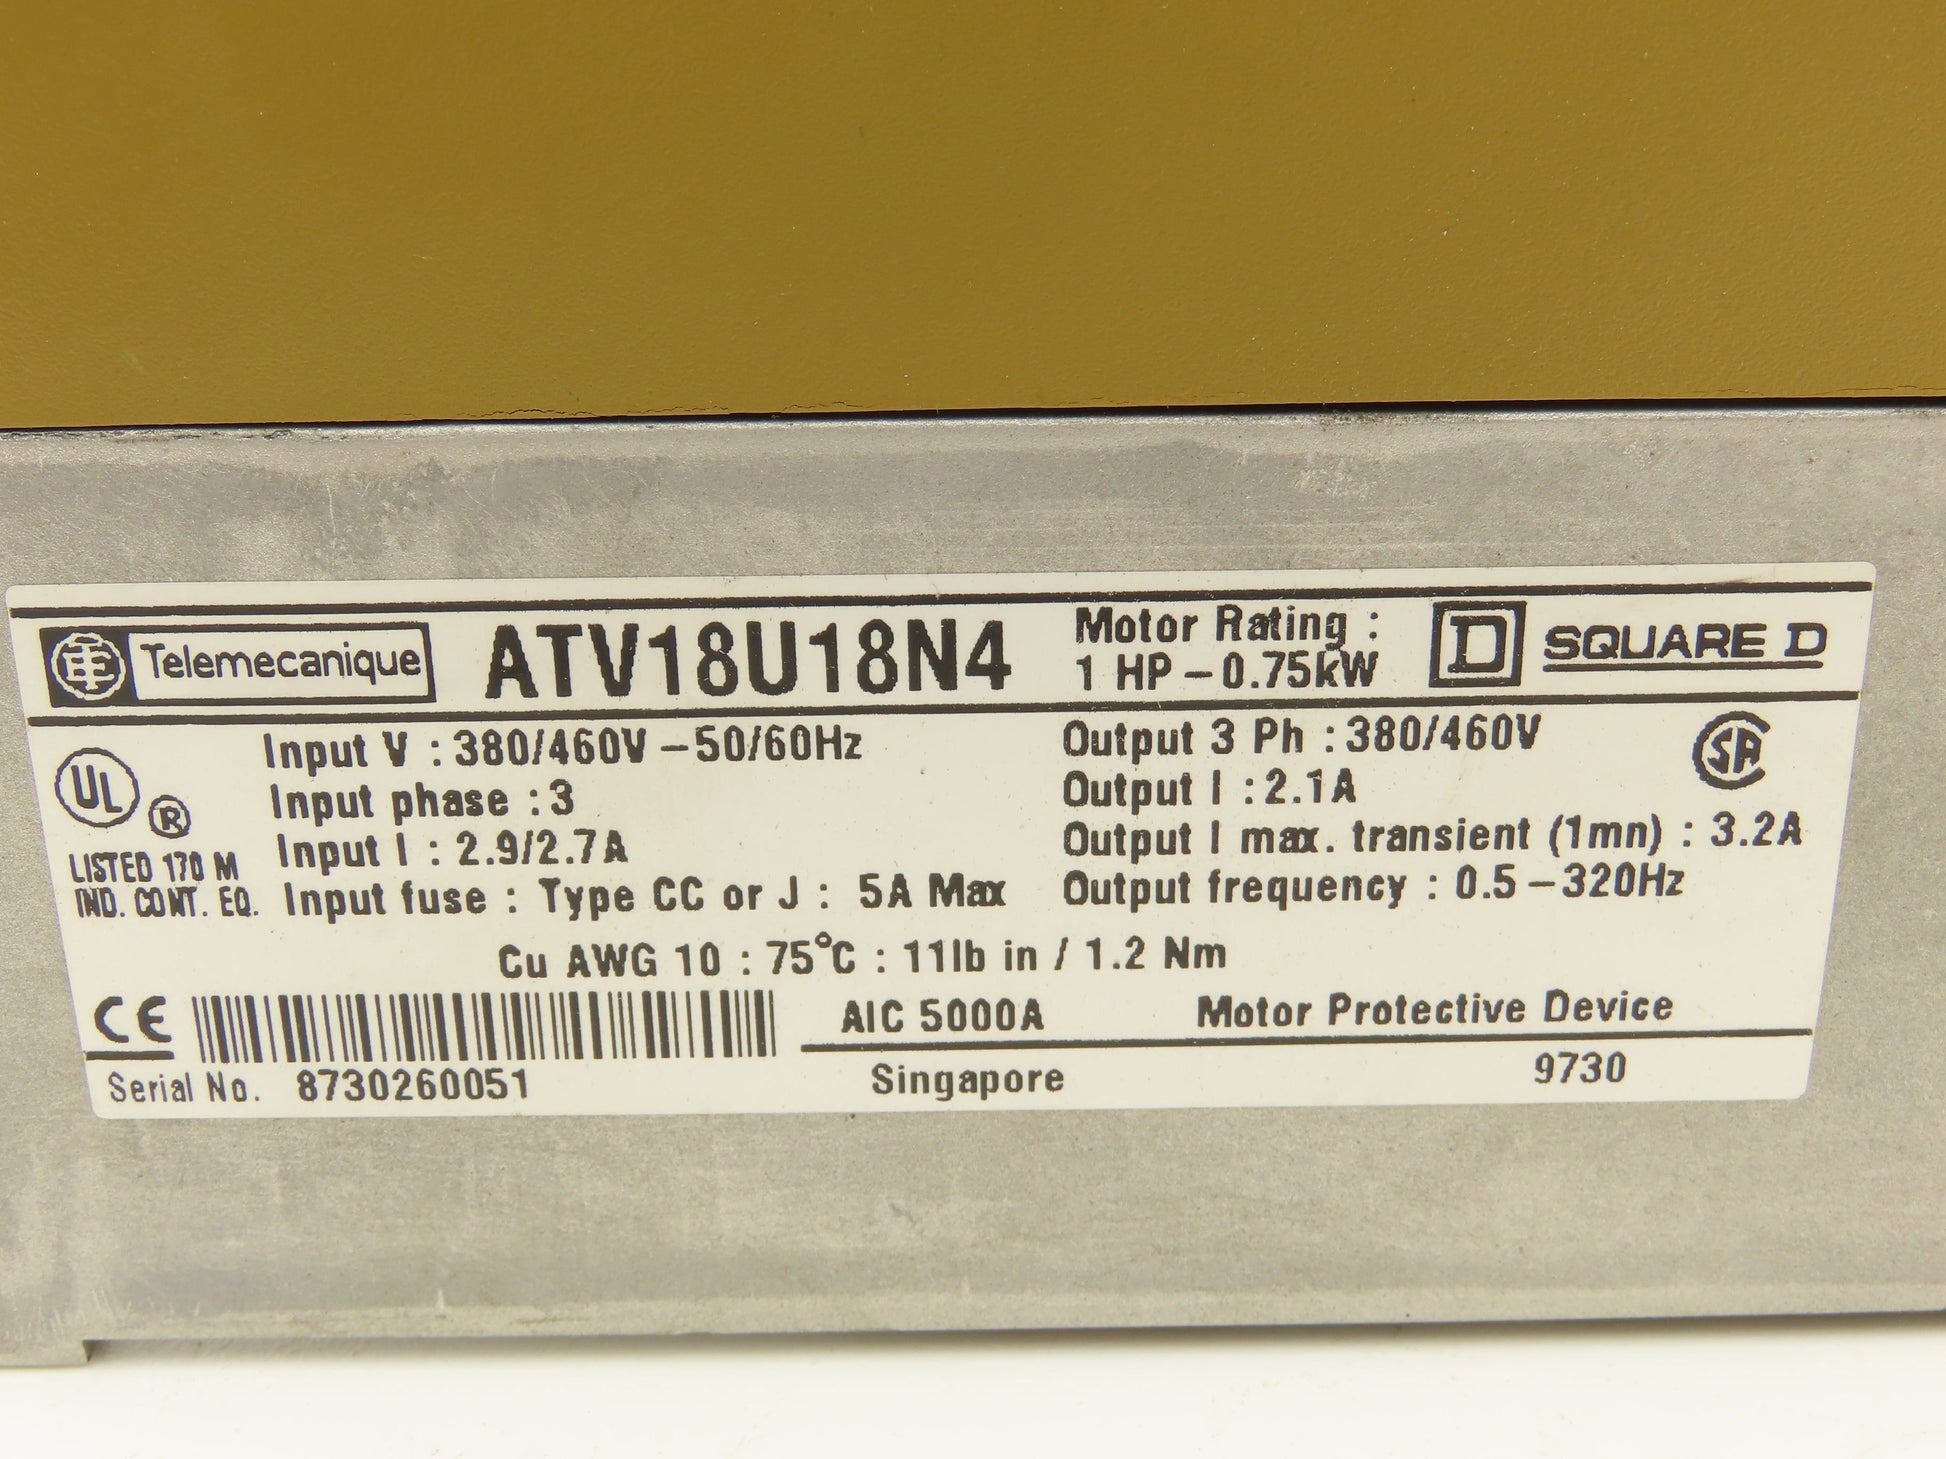 Telemecanique ATV18U18N4 Motor Rating :
1 HP – 0.75kW
D SQUARE D
UL ®
LISTED 170 M
IND. CONT. EQ.
Input V : 380/460V – 50/60Hz
Input phase : 3
Input I : 2.9/2.7A
Input fuse : Type CC or J : 5A Max
Output 3 Ph : 380/460V
Output I : 2.1A
Output I max. transient (1mn) : 3.2A
Output frequency : 0.5 – 320Hz
SA
Cu AWG 10 : 75°C : 11lb in / 1.2 Nm
CE
AIC 5000A Motor Protective Device
Serial No. 8730260051
Singapore 9730